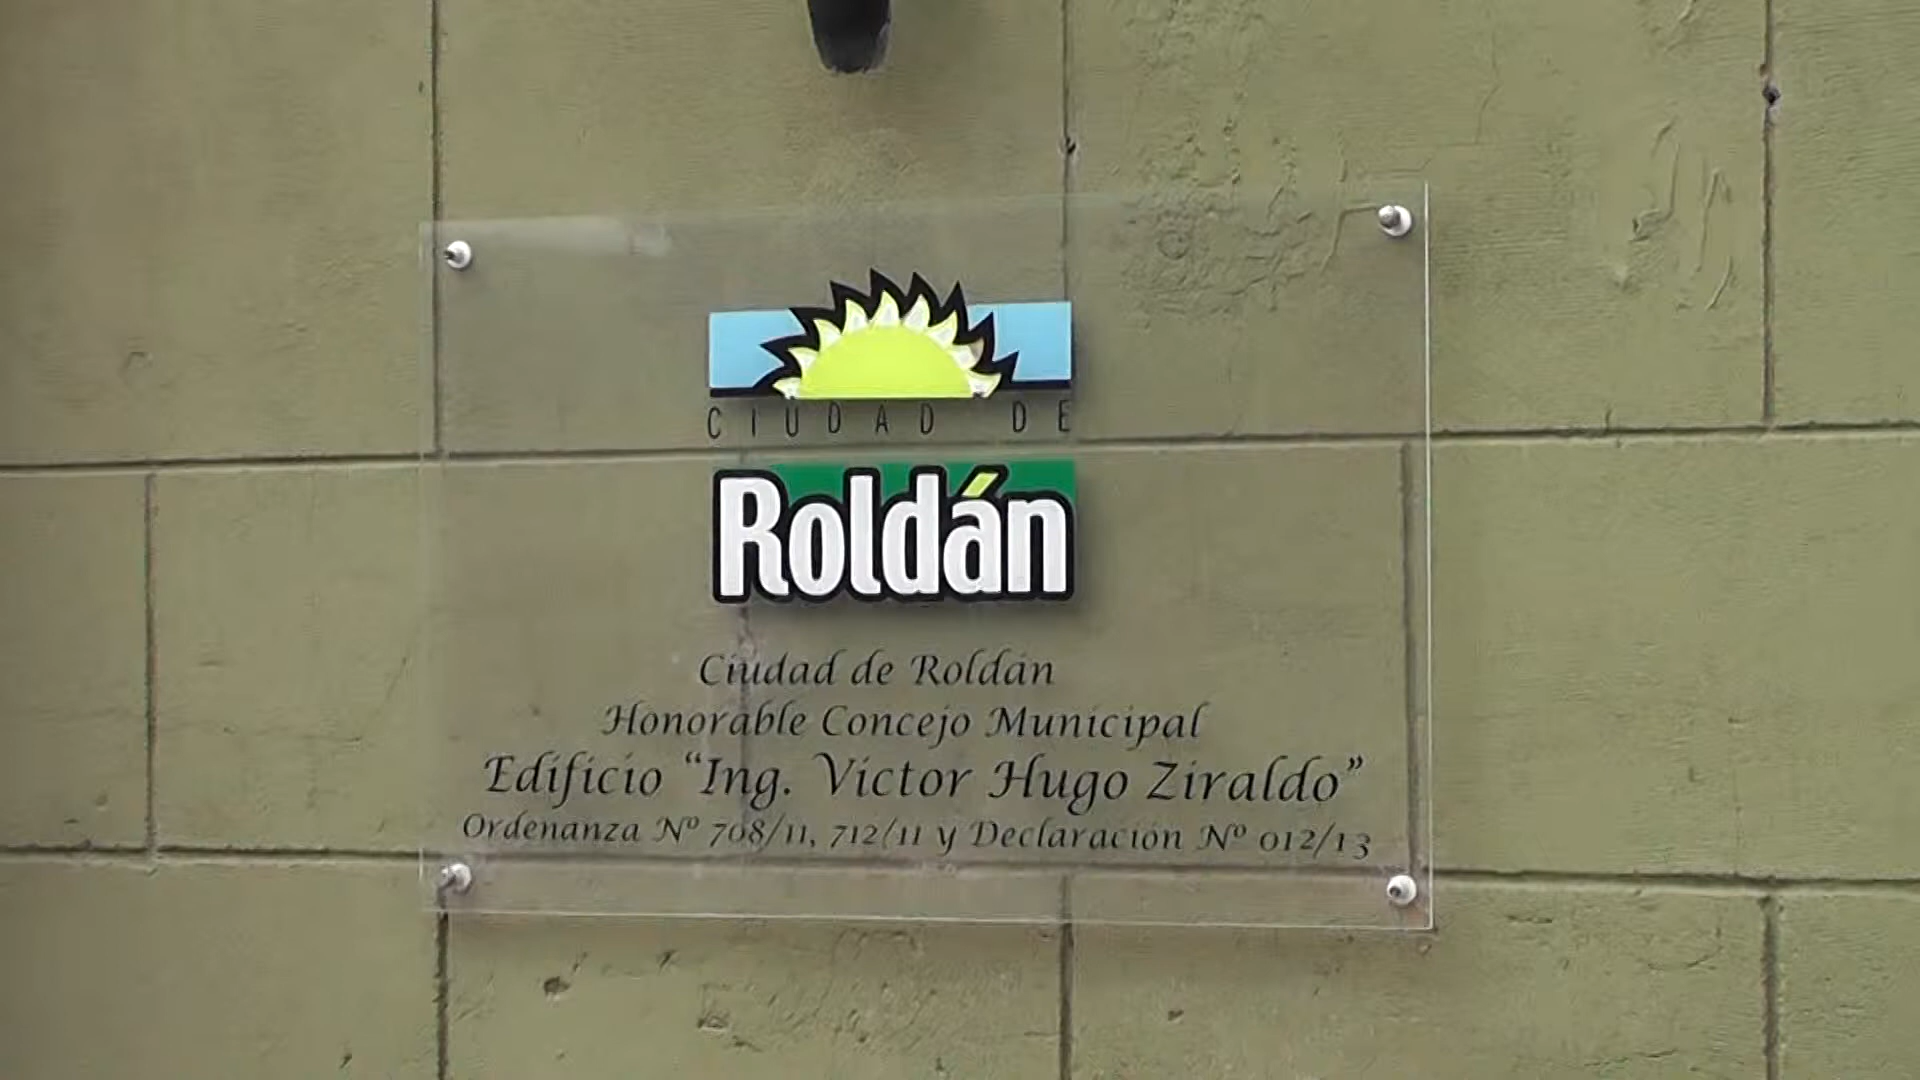 CIUDAD DE
Roldán
Ciudad de Roldán
Honorable Concejo Municipal
Edificio “Ing. Victor Hugo Ziraldo”
Ordenanza Nº 708/11, 712/11 y Declaración Nº 012/13